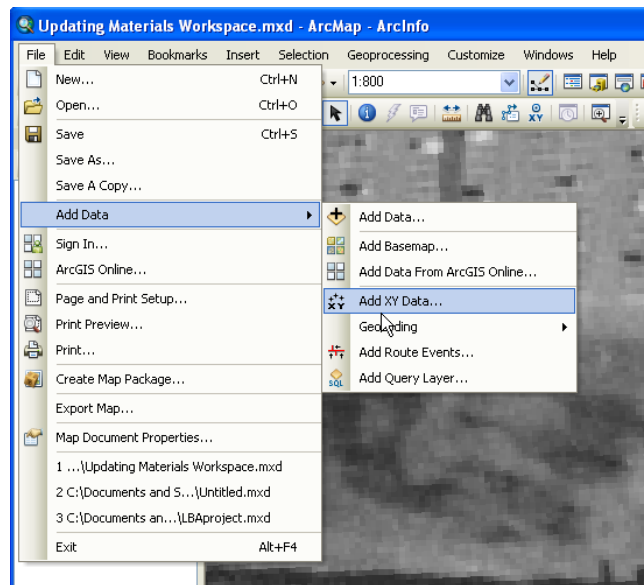 Updating Materials Workspace.mxd - ArcMap - ArcInfo
File Edit View Bookmarks Insert Selection Geoprocessing Customize Windows Help
New... Ctrl+N
1:800
Open... Ctrl+O
Save Ctrl+S
Save As...
Save A Copy...
Add Data
Add Data...
Sign In...
Add Basemap...
ArcGIS Online...
Add Data From ArcGIS Online...
Page and Print Setup...
XY Add XY Data...
Print Preview...
Geocoding
Print...
Add Route Events...
Create Map Package...
SQL Add Query Layer...
Export Map...
Map Document Properties...
1 ...\Updating Materials Workspace.mxd
2 C:\Documents and S...\Untitled.mxd
3 C:\Documents an...\LBAproject.mxd
Exit Alt+F4